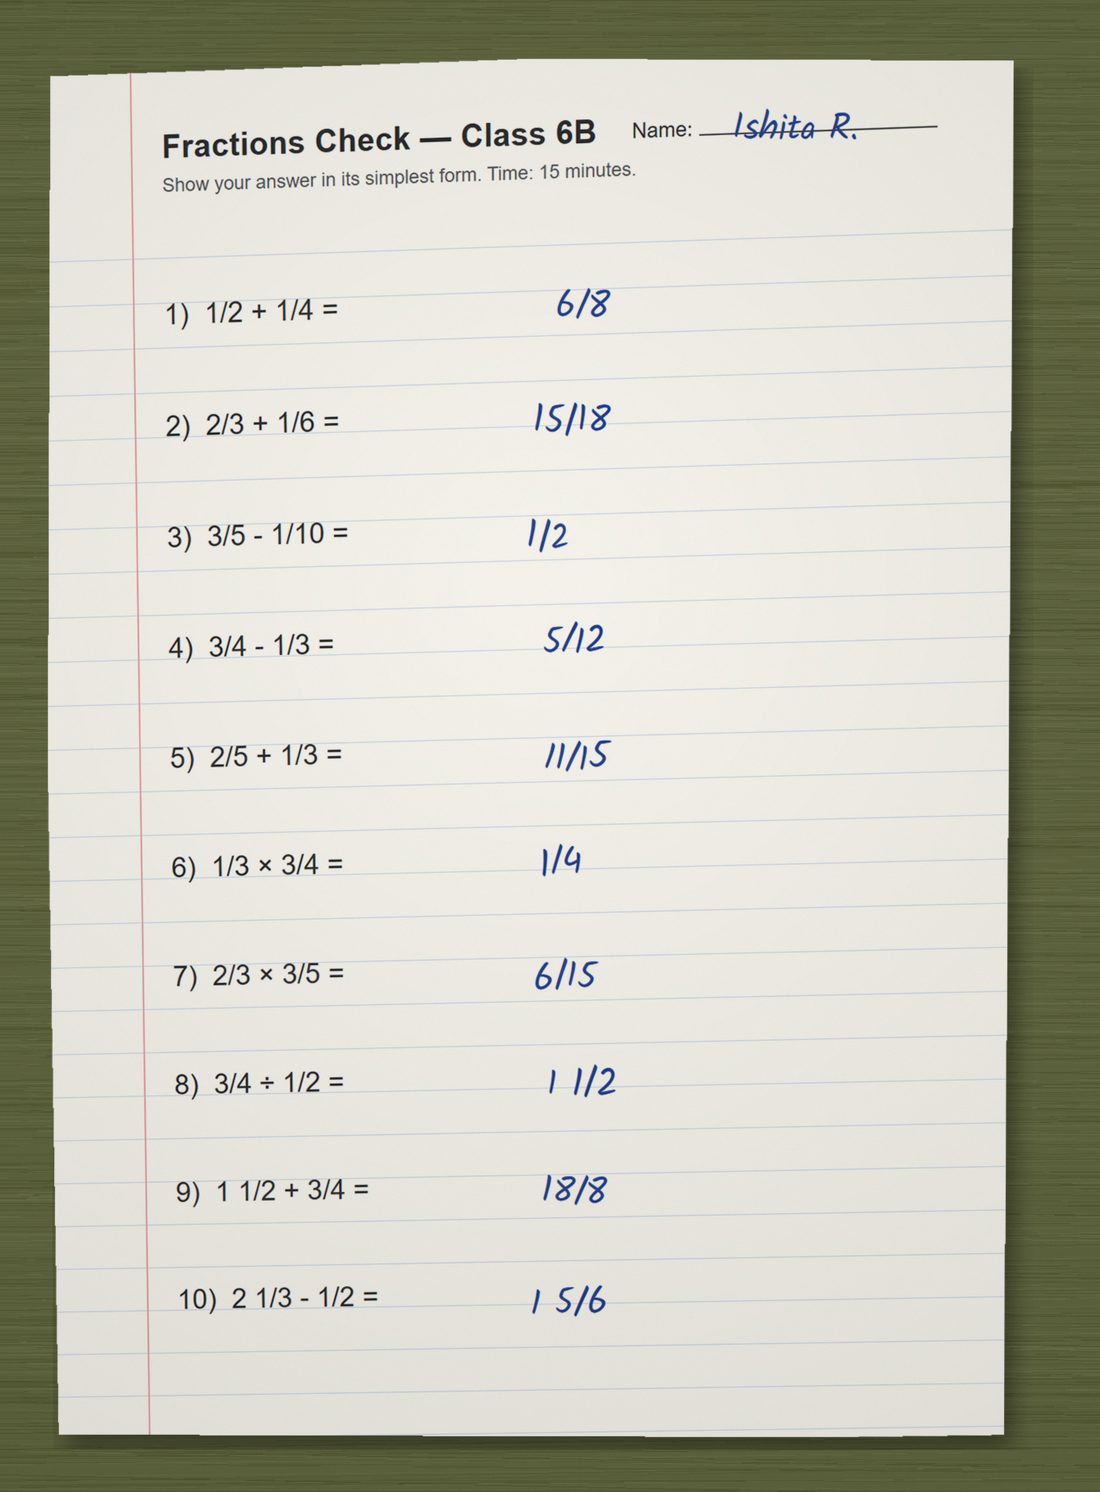 Fractions Check — Class 6B Name: Ishita R.
Show your answer in its simplest form. Time: 15 minutes.
1) 1/2 + 1/4 = 6/8
2) 2/3 + 1/6 = 15/18
3) 3/5 - 1/10 = 1/2
4) 3/4 - 1/3 = 5/12
5) 2/5 + 1/3 = 11/15
6) 1/3 × 3/4 = 1/4
7) 2/3 × 3/5 = 6/15
8) 3/4 ÷ 1/2 = 1 1/2
9) 1 1/2 + 3/4 = 18/8
10) 2 1/3 - 1/2 = 1 5/6